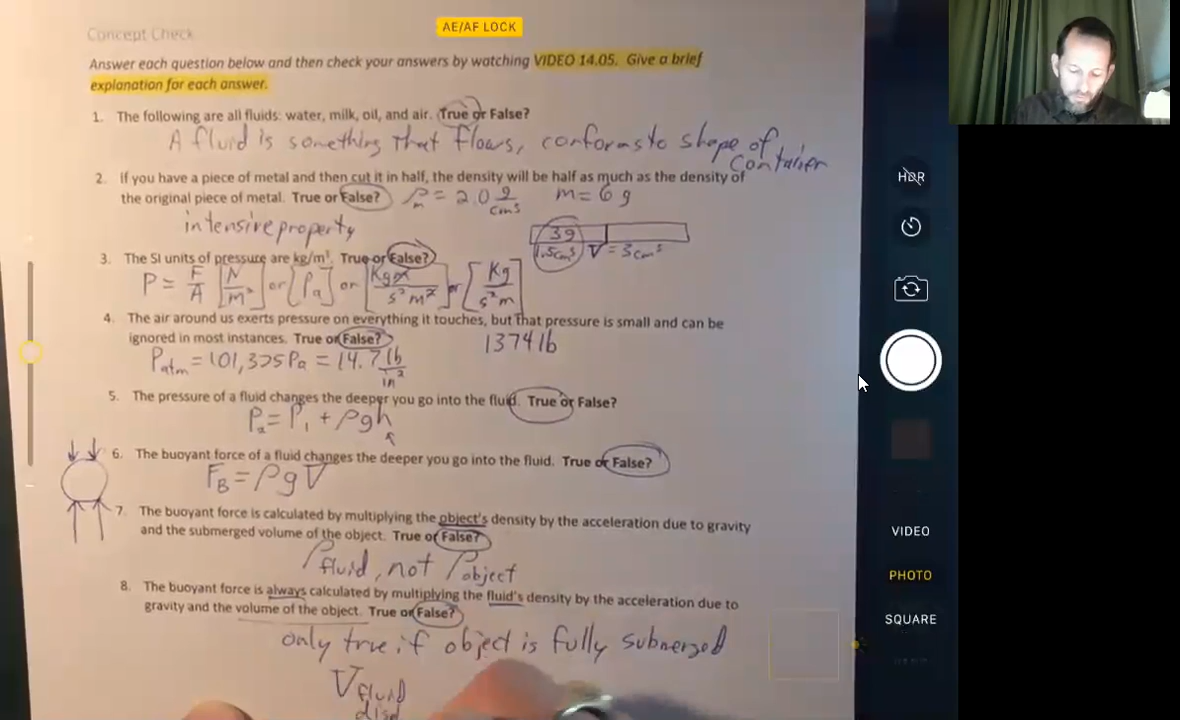 Concept Check
AE/AF LOCK
Answer each question below and then check your answers by watching VIDEO 14.05. Give a brief
explanation for each answer.
1. The following are all fluids: water, milk, oil, and air. True or False?
A fluid is something that flows, conforms to shape of
container
2. If you have a piece of metal and then cut it in half, the density will be half as much as the density of
the original piece of metal. True or False? ρm = 2.0 g/cm³ m = 6 g
intensive property
3g
1.5cm³ V = 3cm³
3. The SI units of pressure are kg/m³. True or False?
P = F/A [N/m²] or [Pa] or [kg m/s² m²] or [kg/s² m]
4. The air around us exerts pressure on everything it touches, but that pressure is small and can be
ignored in most instances. True or False? 1374 lb
Patm = 101,325 Pa = 14.7 lb/in²
5. The pressure of a fluid changes the deeper you go into the fluid. True or False?
P2 = P1 + ρgh
6. The buoyant force of a fluid changes the deeper you go into the fluid. True or False?
FB = ρgV
7. The buoyant force is calculated by multiplying the object's density by the acceleration due to gravity
and the submerged volume of the object. True or False?
ρfluid, not ρobject
8. The buoyant force is always calculated by multiplying the fluid's density by the acceleration due to
gravity and the volume of the object. True or False?
only true if object is fully submerged
Vfluid
disp
HDR
VIDEO
PHOTO
SQUARE